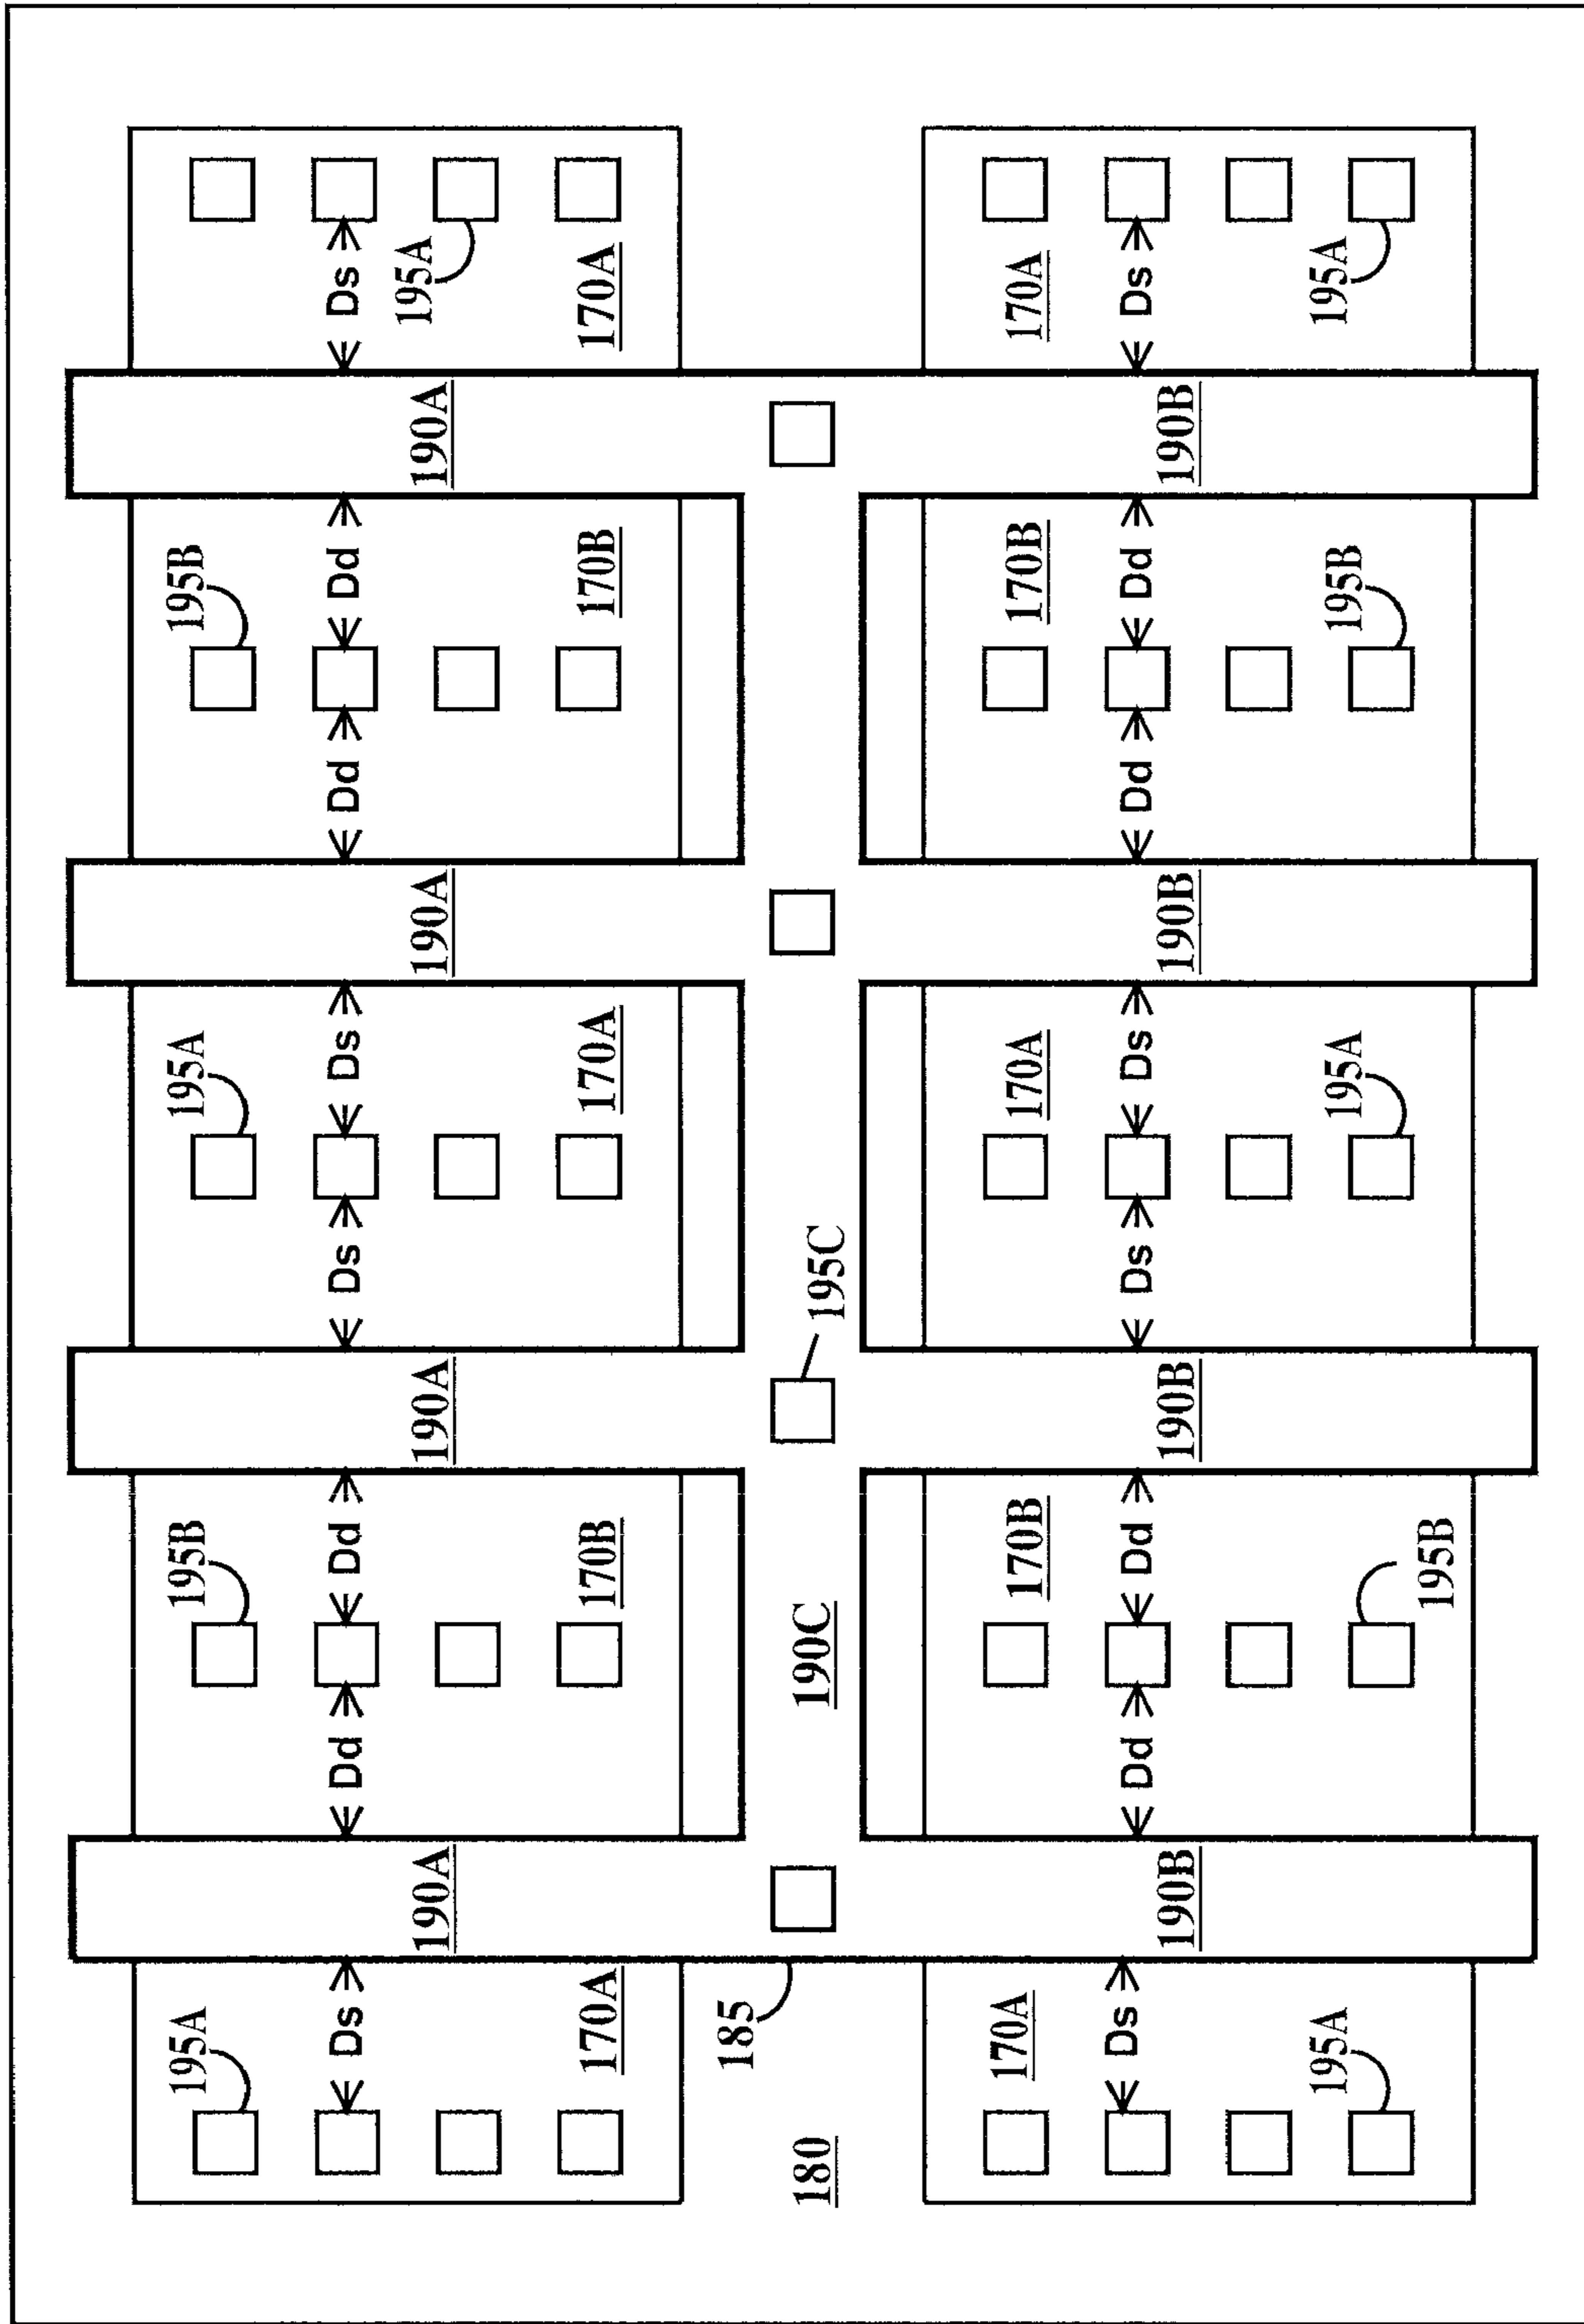 195A 195B 195A 195B
Ds Dd Dd Ds Ds Dd Dd Ds
190A 190A 190A 190A 195A
170A 170B 170A 170B 170A
185
180 190C 195C
170A 170B 170A 170B 170A
Ds Dd Dd Ds Ds Dd Dd Ds
190B 190B 190B 190B
195A 195A 195B 195A
195B